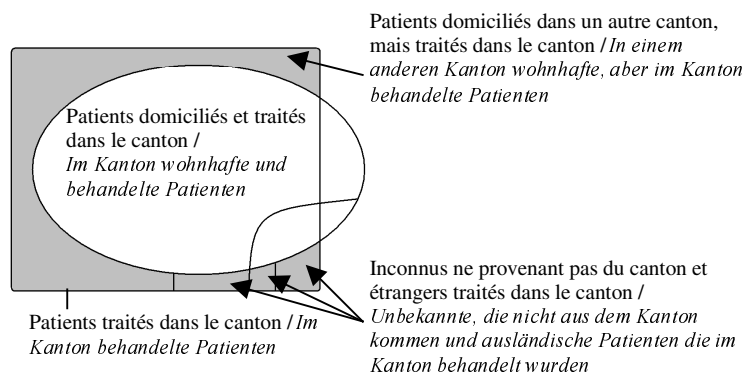 Patients domiciliés dans un autre canton,
mais traités dans le canton / In einem
anderen Kanton wohnhafte, aber im Kanton
behandelte Patienten
Patients domiciliés et traités
dans le canton /
Im Kanton wohnhafte und
behandelte Patienten
Inconnus ne provenant pas du canton et
étrangers traités dans le canton /
Unbekannte, die nicht aus dem Kanton
kommen und ausländische Patienten die im
Kanton behandelt wurden
Patients traités dans le canton / Im
Kanton behandelte Patienten